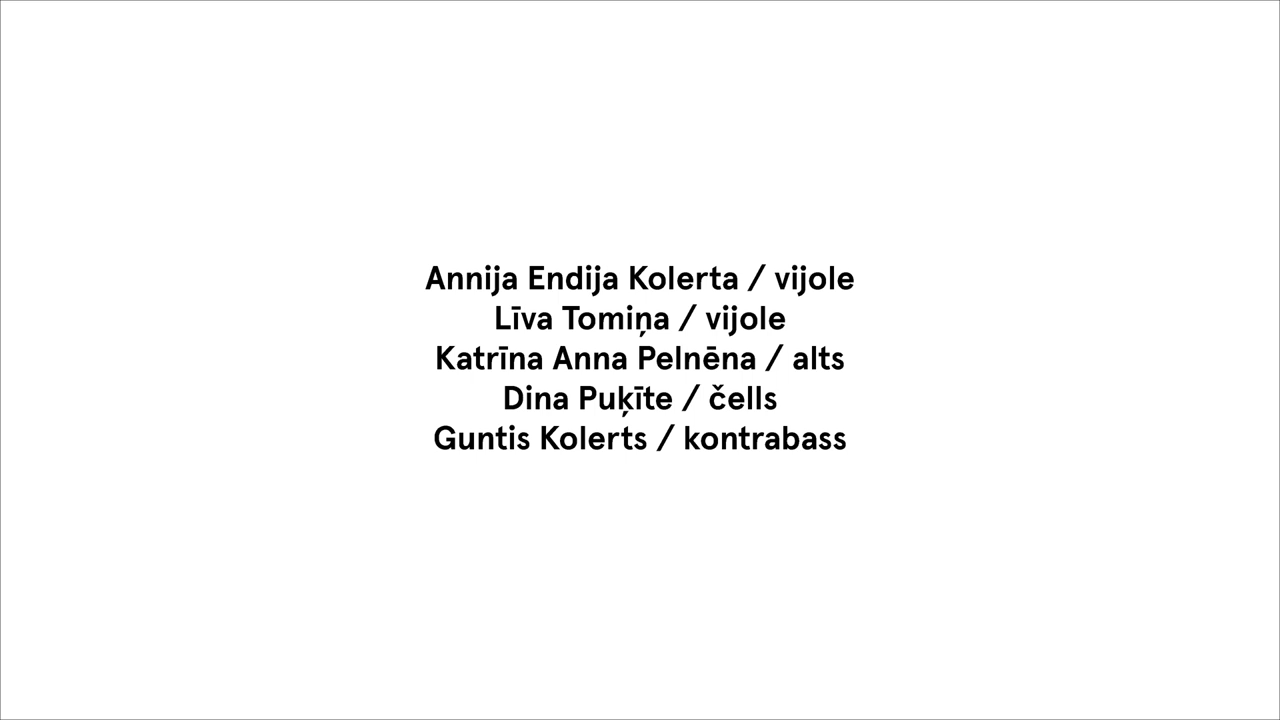 Annija Endija Kolerta / vijole
Līva Tomiņa / vijole
Katrīna Anna Pelnēna / alts
Dina Puķīte / čells
Guntis Kolerts / kontrabass